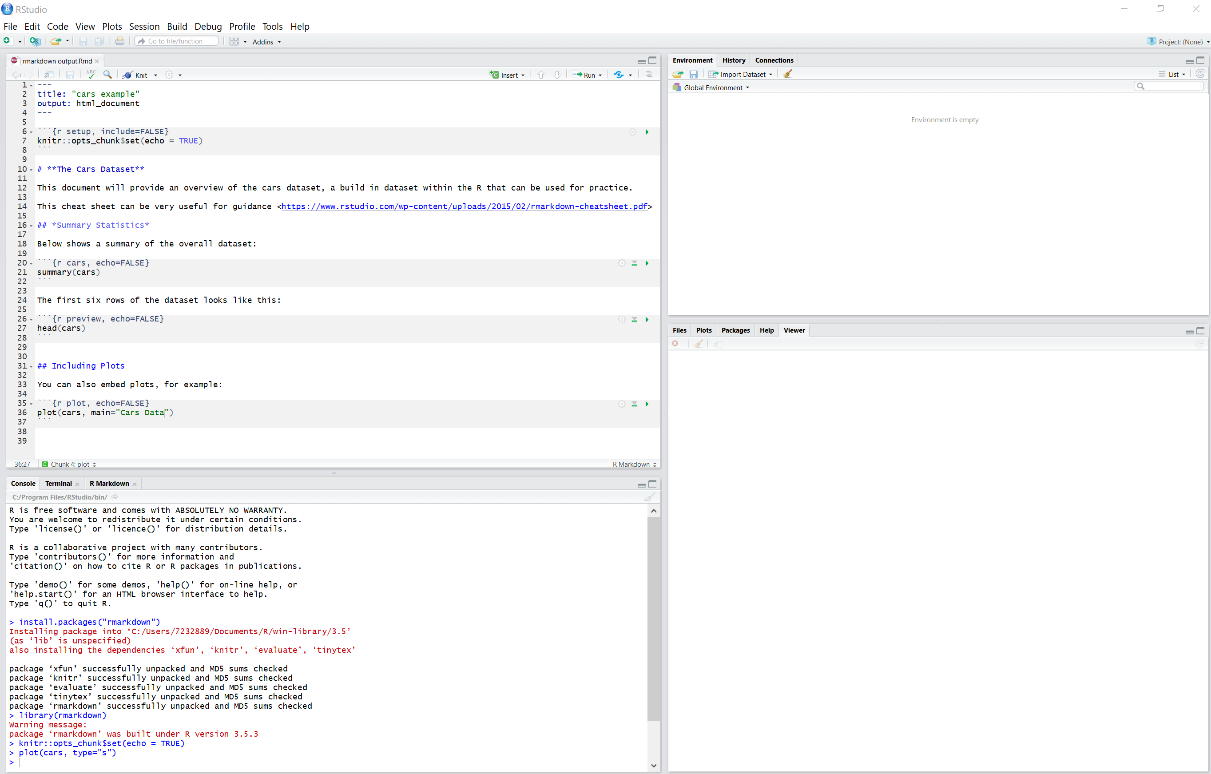 RStudio
File Edit Code View Plots Session Build Debug Profile Tools Help
Go to file/function Addins Project: (None)
rmarkdown output.Rmd
Knit Insert Run
1 ---
2 title: "cars example"
3 output: html_document
4 ---
5
6 ```{r setup, include=FALSE}
7 knitr::opts_chunk$set(echo = TRUE)
8 ```
9
10 # **The Cars Dataset**
11
12 This document will provide an overview of the cars dataset, a build in dataset within the R that can be used for practice.
13
14 This cheat sheet can be very useful for guidance <https://www.rstudio.com/wp-content/uploads/2015/02/rmarkdown-cheatsheet.pdf>
15
16 ## *Summary Statistics*
17
18 Below shows a summary of the overall dataset:
19
20 ```{r cars, echo=FALSE}
21 summary(cars)
22 ```
23
24 The first six rows of the dataset looks like this:
25
26 ```{r preview, echo=FALSE}
27 head(cars)
28 ```
29
30
31 ## Including Plots
32
33 You can also embed plots, for example:
34
35 ```{r plot, echo=FALSE}
36 plot(cars, main="Cars Data")
37 ```
38
39
36:27 Chunk 4: plot R Markdown
Console Terminal R Markdown
C:/Program Files/RStudio/bin/
R is free software and comes with ABSOLUTELY NO WARRANTY.
You are welcome to redistribute it under certain conditions.
Type 'license()' or 'licence()' for distribution details.
R is a collaborative project with many contributors.
Type 'contributors()' for more information and
'citation()' on how to cite R or R packages in publications.
Type 'demo()' for some demos, 'help()' for on-line help, or
'help.start()' for an HTML browser interface to help.
Type 'q()' to quit R.
> install.packages("rmarkdown")
Installing package into ‘C:/Users/7232889/Documents/R/win-library/3.5’
(as ‘lib’ is unspecified)
also installing the dependencies ‘xfun’, ‘knitr’, ‘evaluate’, ‘tinytex’
package ‘xfun’ successfully unpacked and MD5 sums checked
package ‘knitr’ successfully unpacked and MD5 sums checked
package ‘evaluate’ successfully unpacked and MD5 sums checked
package ‘tinytex’ successfully unpacked and MD5 sums checked
package ‘rmarkdown’ successfully unpacked and MD5 sums checked
> library(rmarkdown)
Warning message:
package ‘rmarkdown’ was built under R version 3.5.3
> knitr::opts_chunk$set(echo = TRUE)
> plot(cars, type="s")
>
Environment History Connections
Import Dataset List
Global Environment
Environment is empty
Files Plots Packages Help Viewer